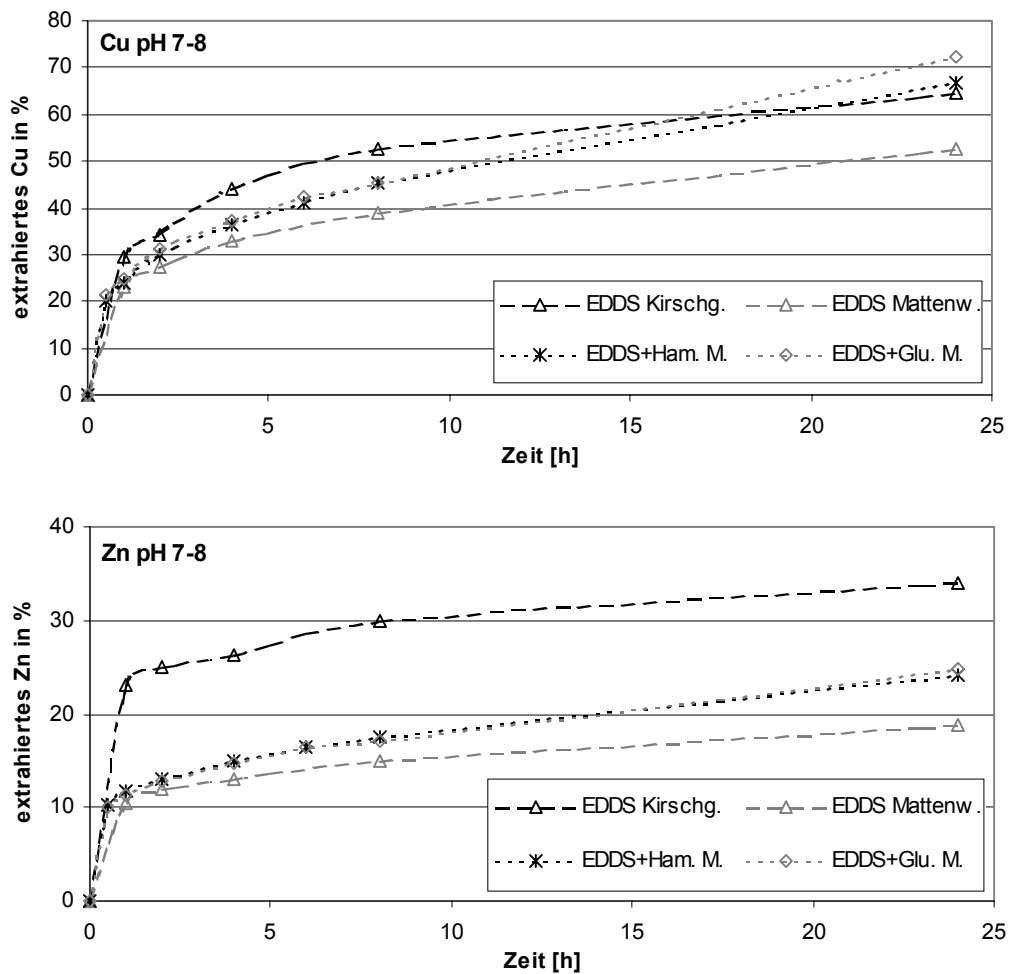 80
Cu pH 7-8
70
60
50
40
30
20
10
0
extrahiertes Cu in %
EDDS Kirschg.
EDDS Mattenw .
EDDS+Ham. M.
EDDS+Glu. M.
0 5 10 15 20 25
Zeit [h]
40
Zn pH 7-8
30
20
10
0
extrahiertes Zn in %
EDDS Kirschg.
EDDS Mattenw .
EDDS+Ham. M.
EDDS+Glu. M.
0 5 10 15 20 25
Zeit [h]